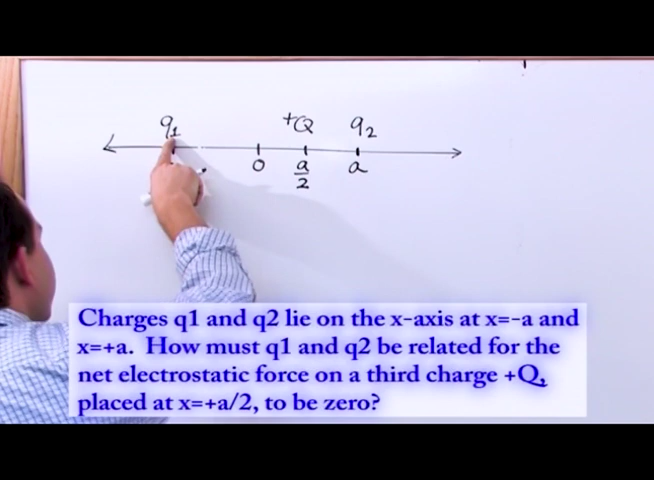 q1 +Q q2
0 a/2 a
Charges q1 and q2 lie on the x-axis at x=-a and
x=+a. How must q1 and q2 be related for the
net electrostatic force on a third charge +Q,
placed at x=+a/2, to be zero?